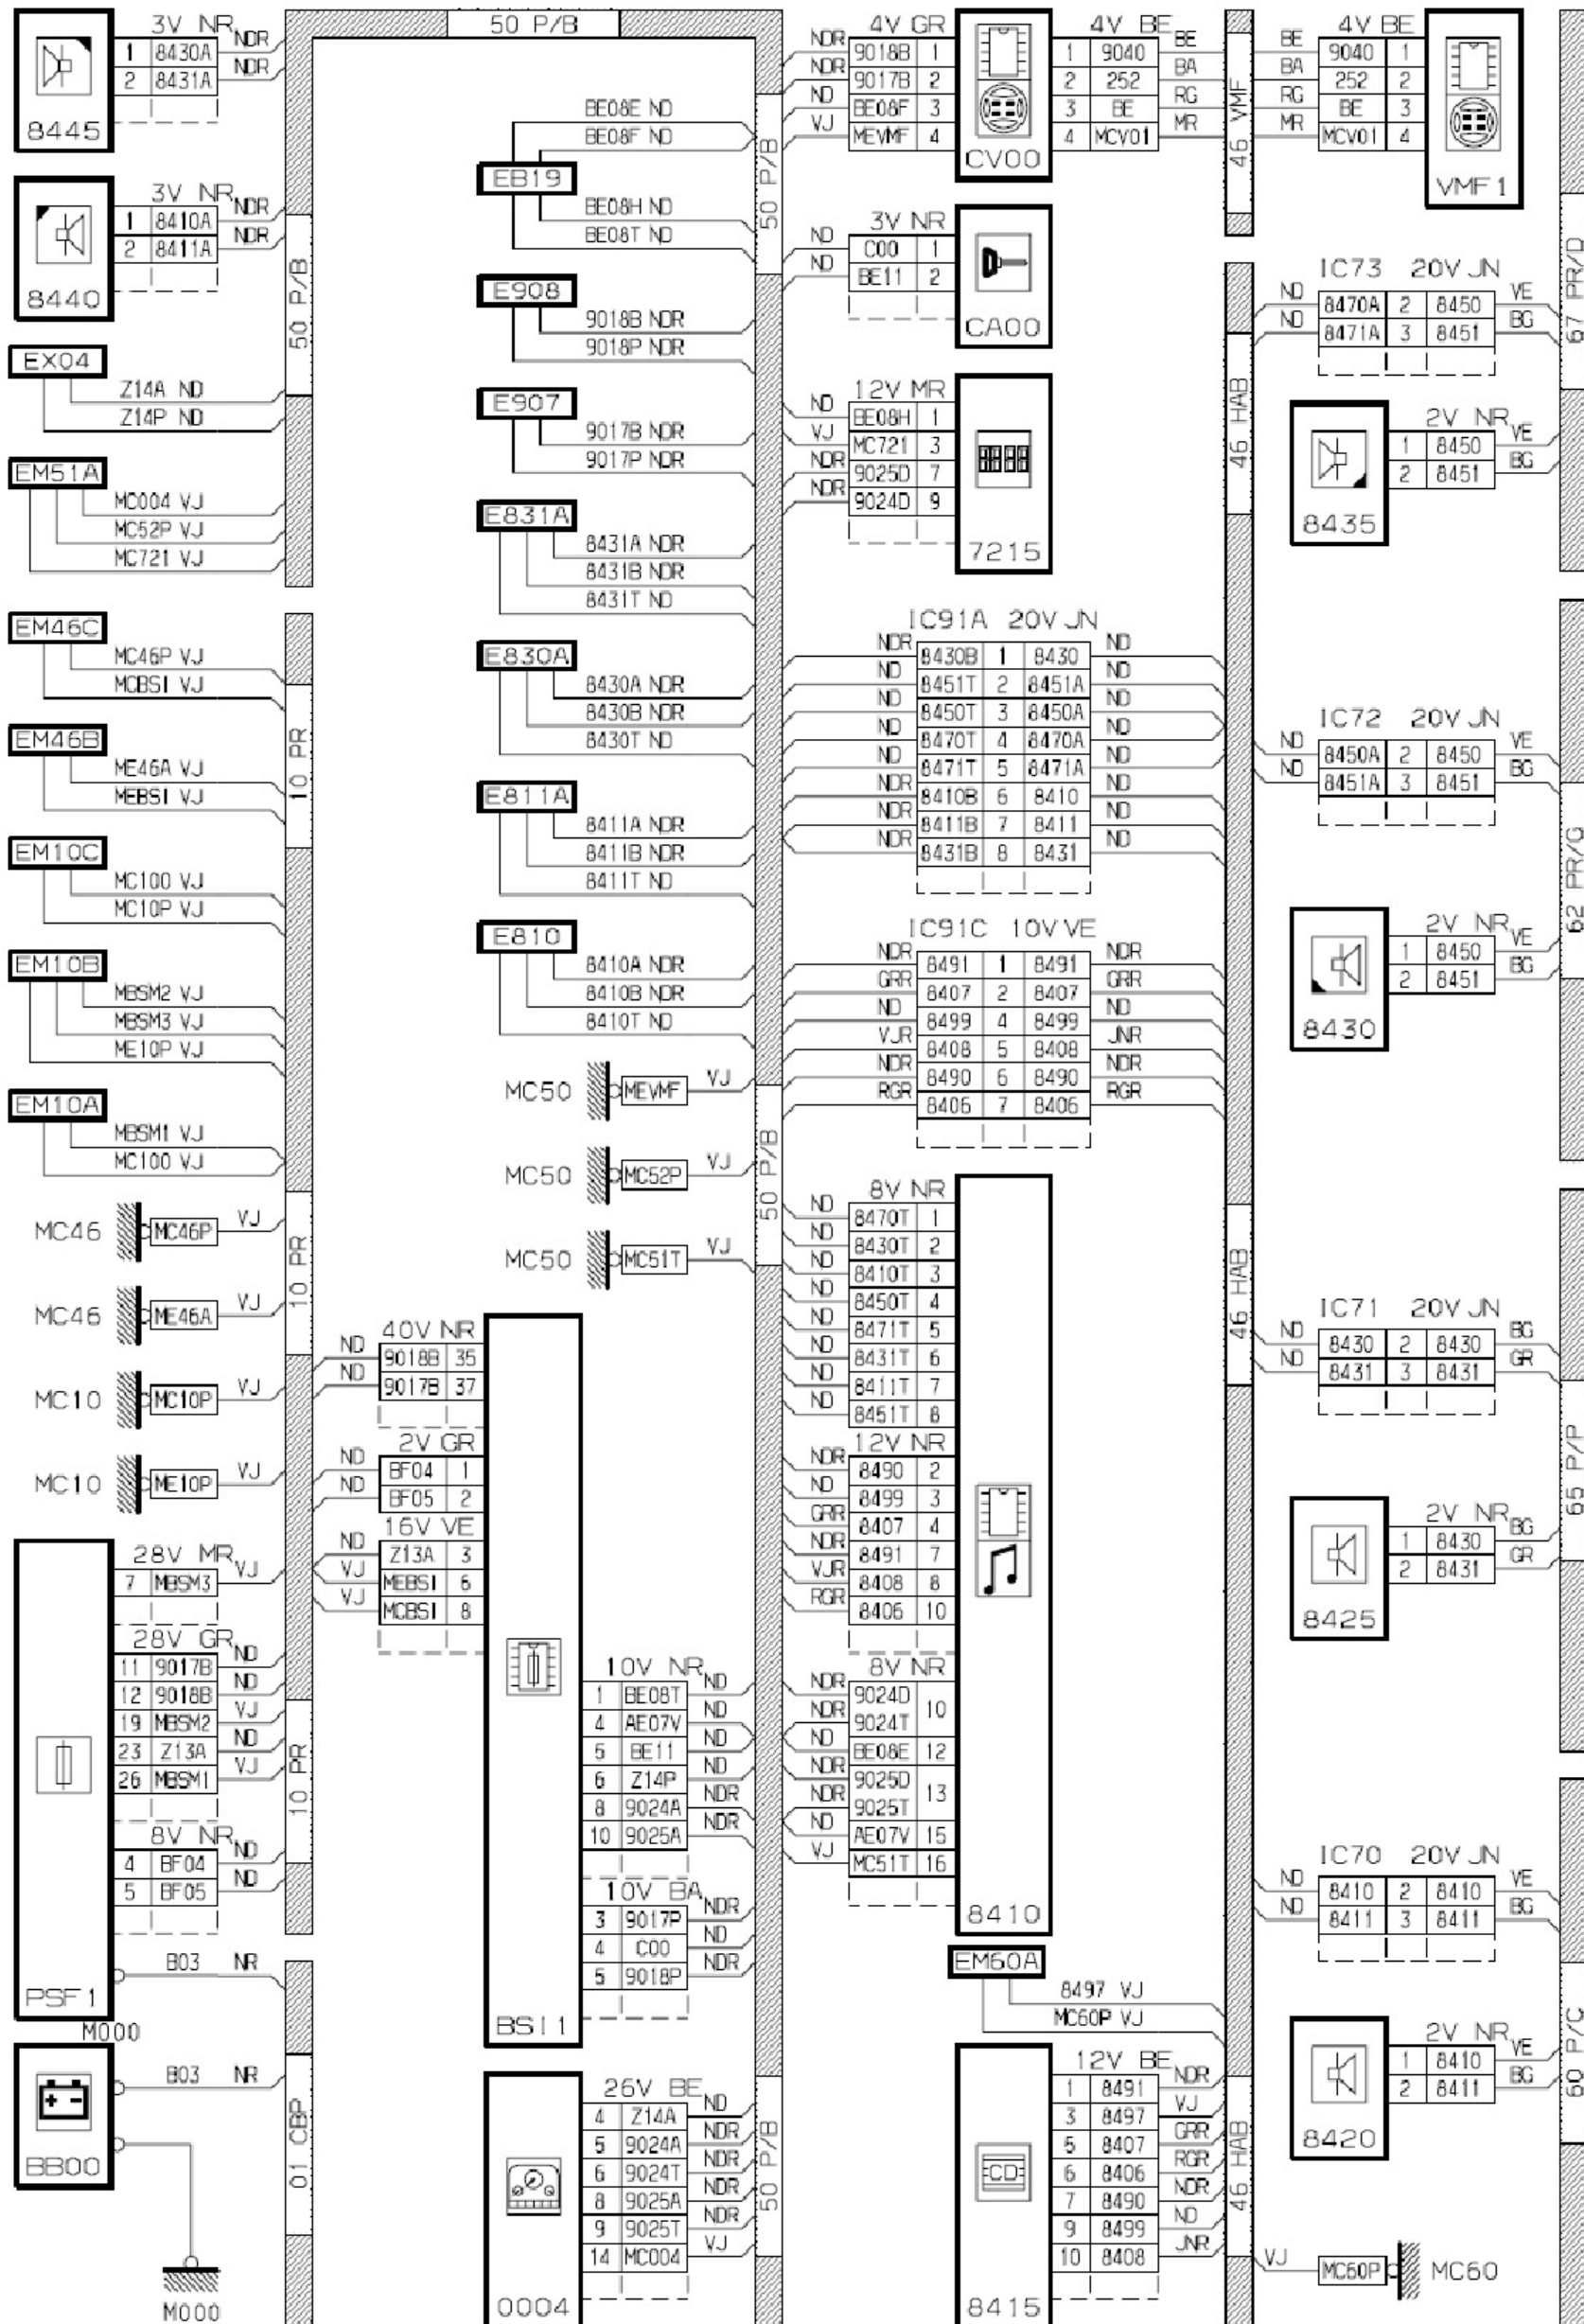 50 P/B
3V NR
1 8430A NDR
2 8431A NDR
8445
3V NR
1 8410A NDR
2 8411A NDR
8440
50 P/B
EX04
Z14A ND
Z14P ND
EM51A
MC004 VJ
MC52P VJ
MC721 VJ
EM46C
MC46P VJ
MCBSI VJ
10 PR
EM46B
ME46A VJ
MEBSI VJ
EM10C
MC100 VJ
MC10P VJ
EM10B
MBSM2 VJ
MBSM3 VJ
ME10P VJ
EM10A
MBSM1 VJ
MC100 VJ
MC46 MC46P VJ
10 PR
MC46 ME46A VJ
MC10 MC10P VJ
MC10 ME10P VJ
28V MR
7 MBSM3 VJ
28V GR
11 9017B ND
12 9018B ND
19 MBSM2 VJ
23 Z13A ND
26 MBSM1 VJ
10 PR
8V NR
4 BF04 ND
5 BF05 ND
B03 NR
PSF1
M000
B03 NR
BB00
01 CBP
M000
BE08E ND
BE08F ND
EB19
BE08H ND
BE08T ND
50 P/B
E908
9018B NDR
9018P NDR
E907
9017B NDR
9017P NDR
E831A
8431A NDR
8431B NDR
8431T ND
E830A
8430A NDR
8430B NDR
8430T ND
E811A
8411A NDR
8411B NDR
8411T ND
E810
8410A NDR
8410B NDR
8410T ND
MC50 MEVMF VJ
MC50 MC52P VJ
MC50 MC51T VJ
50 P/B
40V NR
ND 9018B 35
ND 9017B 37
2V GR
ND BF04 1
ND BF05 2
16V VE
ND Z13A 3
VJ MEBSI 6
VJ MCBSI 8
10V NR
1 BE08T ND
4 AE07V ND
5 BE11 ND
6 Z14P ND
8 9024A NDR
10 9025A NDR
10V BA
3 9017P NDR
4 C00 ND
5 9018P NDR
BSI1
26V BE
4 Z14A ND
5 9024A NDR
6 9024T NDR
8 9025A NDR
9 9025T NDR
14 MC004 VJ
50 P/B
0004
4V GR
NDR 9018B 1
NDR 9017B 2
ND BE08F 3
VJ MEVMF 4
CV00
4V BE
1 9040 BE
2 252 BA
3 BE RG
4 MCV01 MR
46 VMF
4V BE
BE 9040 1
BA 252 2
RG BE 3
MR MCV01 4
VMF1
3V NR
ND C00 1
ND BE11 2
CA00
12V MR
ND BE08H 1
VJ MC721 3
NDR 9025D 7
NDR 9024D 9
7215
IC91A 20V JN
NDR 8430B 1 8430 ND
ND 8451T 2 8451A ND
ND 8450T 3 8450A ND
ND 8470T 4 8470A ND
ND 8471T 5 8471A ND
NDR 8410B 6 8410 ND
NDR 8411B 7 8411 ND
NDR 8431B 8 8431 ND
IC91C 10V VE
NDR 8491 1 8491 NDR
GRR 8407 2 8407 GRR
ND 8499 4 8499 ND
VJR 8408 5 8408 JNR
NDR 8490 6 8490 NDR
RGR 8406 7 8406 RGR
8V NR
ND 8470T 1
ND 8430T 2
ND 8410T 3
ND 8450T 4
ND 8471T 5
ND 8431T 6
ND 8411T 7
ND 8451T 8
12V NR
NDR 8490 2
ND 8499 3
GRR 8407 4
NDR 8491 7
VJR 8408 8
RGR 8406 10
8V NR
NDR 9024D
NDR 9024T 10
ND BE08E 12
NDR 9025D
NDR 9025T 13
ND AE07V 15
VJ MC51T 16
8410
EM60A
8497 VJ
MC60P VJ
12V BE
1 8491 NDR
3 8497 VJ
5 8407 GRR
6 8406 RGR
7 8490 NDR
9 8499 ND
10 8408 JNR
CD
8415
46 HAB
46 HAB
46 HAB
IC73 20V JN
ND 8470A 2 8450 VE
ND 8471A 3 8451 BG
67 PR/D
2V NR
1 8450 VE
2 8451 BG
8435
IC72 20V JN
ND 8450A 2 8450 VE
ND 8451A 3 8451 BG
62 PR/G
2V NR
1 8450 VE
2 8451 BG
8430
IC71 20V JN
ND 8430 2 8430 BG
ND 8431 3 8431 GR
65 P/P
2V NR
1 8430 BG
2 8431 GR
8425
IC70 20V JN
ND 8410 2 8410 VE
ND 8411 3 8411 BG
60 P/C
2V NR
1 8410 VE
2 8411 BG
8420
VJ MC60P MC60